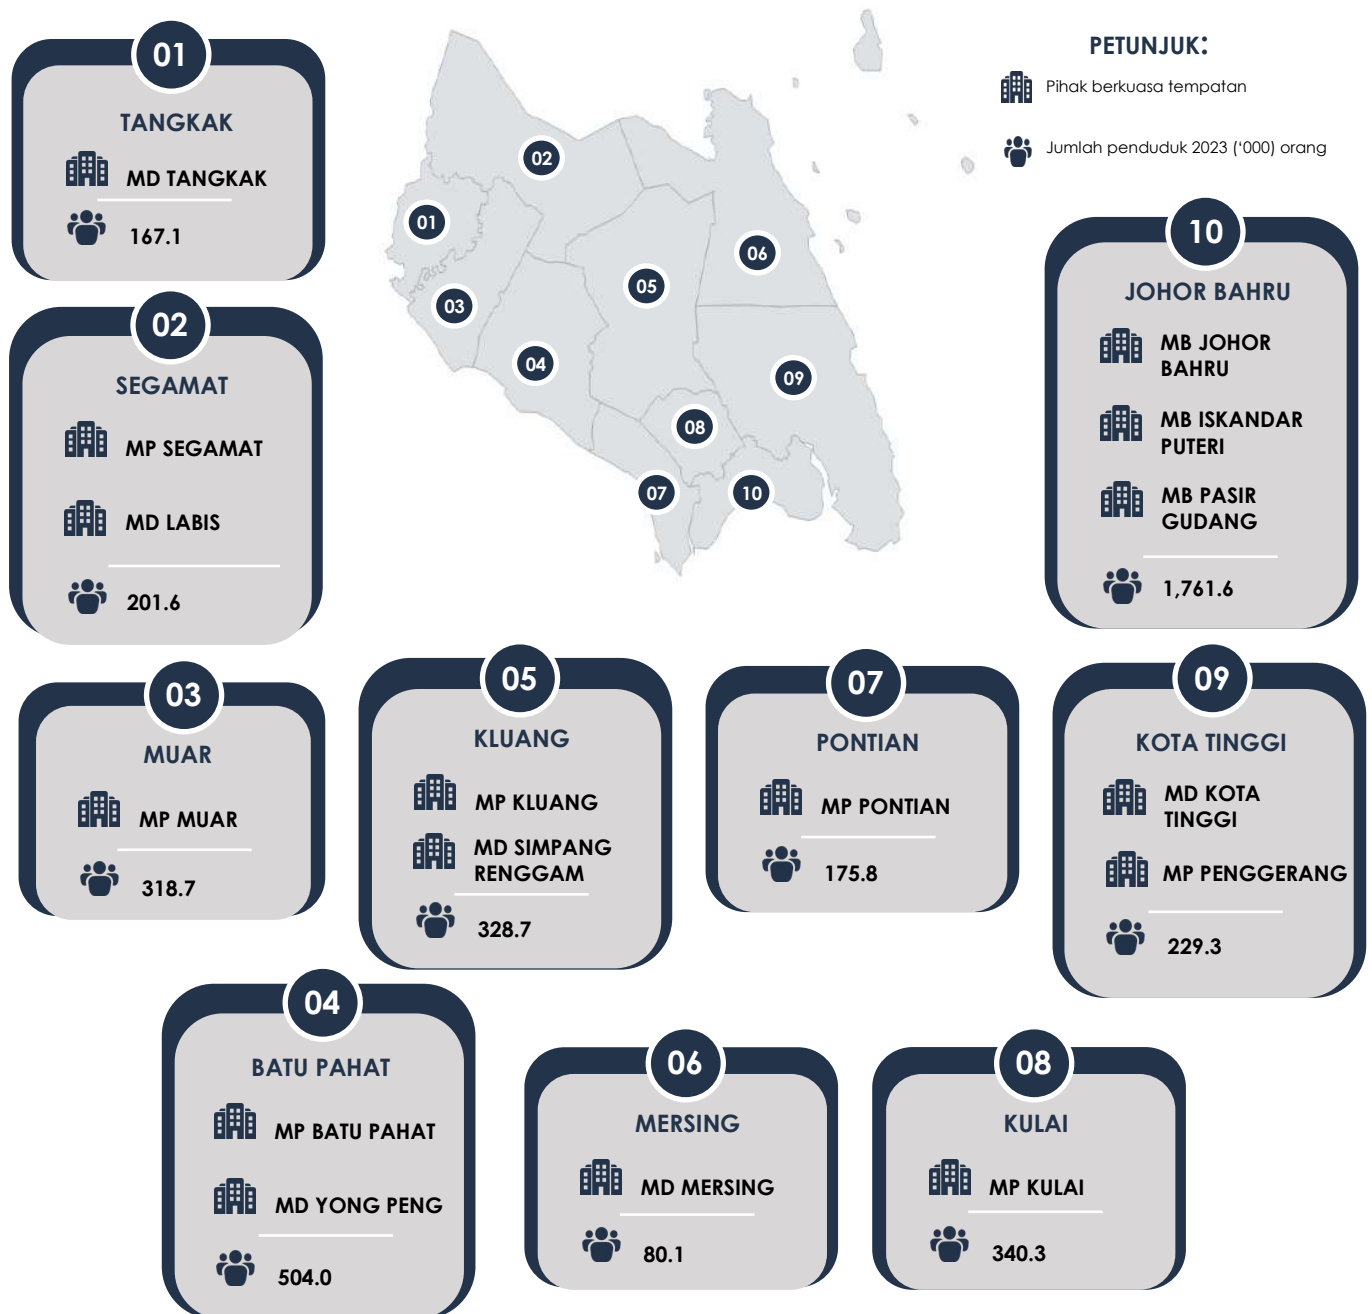 01
TANGKAK
MD TANGKAK
167.1
02
SEGAMAT
MP SEGAMAT
MD LABIS
201.6
02
01
03
04
05
06
09
08
07
10
PETUNJUK:
Pihak berkuasa tempatan
Jumlah penduduk 2023 (‘000) orang
10
JOHOR BAHRU
MB JOHOR
BAHRU
MB ISKANDAR
PUTERI
MB PASIR
GUDANG
1,761.6
03
MUAR
MP MUAR
318.7
05
KLUANG
MP KLUANG
MD SIMPANG
RENGGAM
328.7
07
PONTIAN
MP PONTIAN
175.8
09
KOTA TINGGI
MD KOTA
TINGGI
MP PENGGERANG
229.3
04
BATU PAHAT
MP BATU PAHAT
MD YONG PENG
504.0
06
MERSING
MD MERSING
80.1
08
KULAI
MP KULAI
340.3